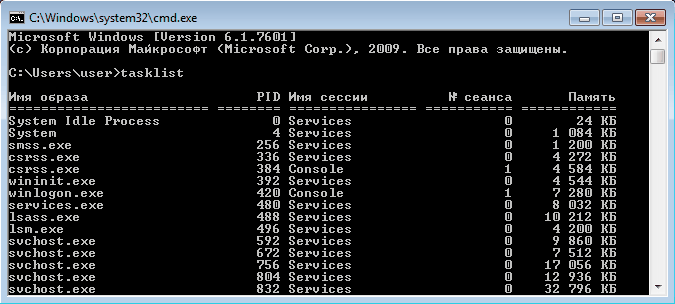 C:\Windows\system32\cmd.exe
Microsoft Windows [Version 6.1.7601]
(c) Корпорация Майкрософт (Microsoft Corp.), 2009. Все права защищены.
C:\Users\user>tasklist
Имя образа PID Имя сессии № сеанса Память
========================= ======== ================ =========== ============
System Idle Process 0 Services 0 24 КБ
System 4 Services 0 1 084 КБ
smss.exe 256 Services 0 1 200 КБ
csrss.exe 336 Services 0 4 272 КБ
csrss.exe 384 Console 1 4 584 КБ
wininit.exe 392 Services 0 4 544 КБ
winlogon.exe 420 Console 1 7 280 КБ
services.exe 480 Services 0 8 032 КБ
lsass.exe 488 Services 0 10 212 КБ
lsm.exe 496 Services 0 4 200 КБ
svchost.exe 592 Services 0 9 860 КБ
svchost.exe 672 Services 0 7 512 КБ
svchost.exe 756 Services 0 17 056 КБ
svchost.exe 804 Services 0 12 936 КБ
svchost.exe 832 Services 0 32 796 КБ